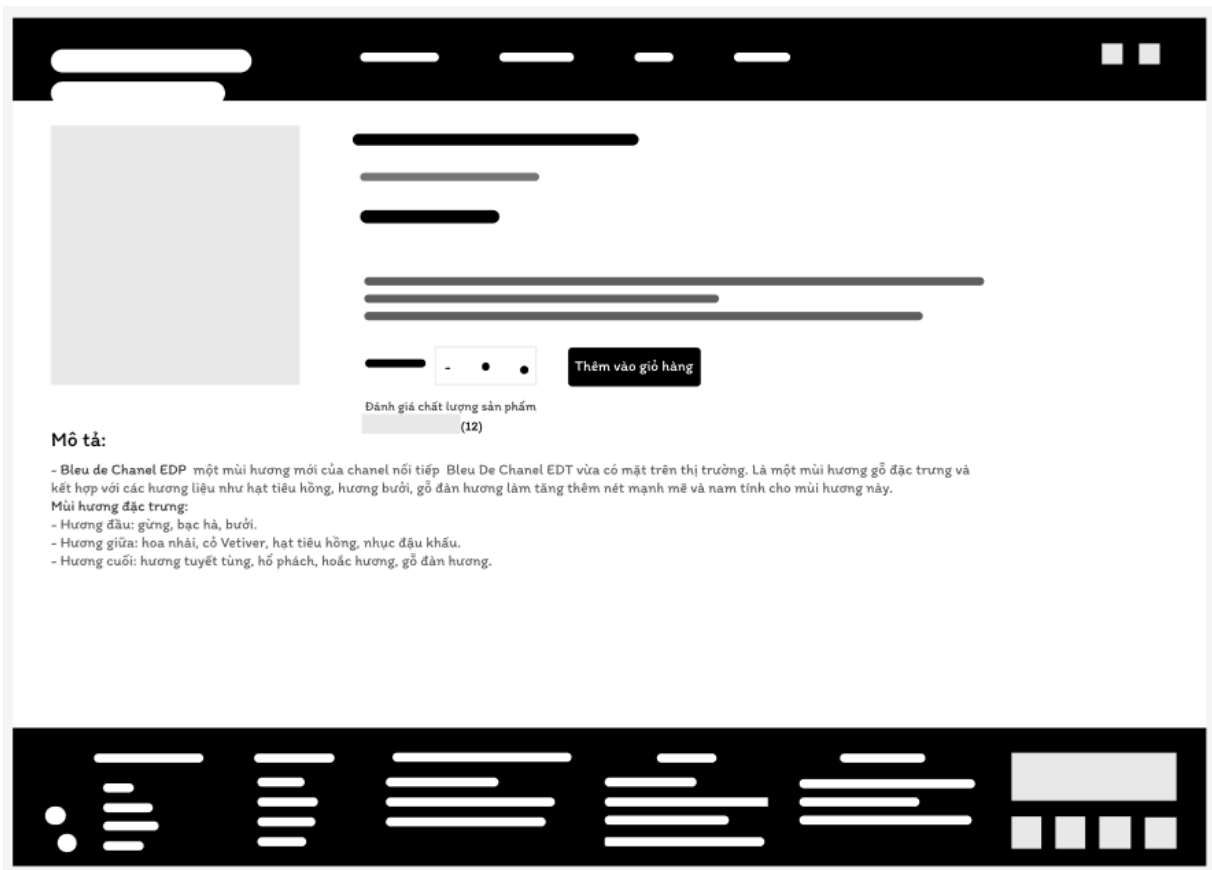 -
Thêm vào giỏ hàng
Đánh giá chất lượng sản phẩm
(12)
Mô tả:
- Bleu de Chanel EDP một mùi hương mới của chanel nối tiếp Bleu De Chanel EDT vừa có mặt trên thị trường. Là một mùi hương gỗ đặc trưng và
kết hợp với các hương liệu như hạt tiêu hồng, hương bưởi, gỗ đàn hương làm tăng thêm nét mạnh mẽ và nam tính cho mùi hương này.
Mùi hương đặc trưng:
- Hương đầu: gừng, bạc hà, bưởi.
- Hương giữa: hoa nhài, cỏ Vetiver, hạt tiêu hồng, nhục đậu khấu.
- Hương cuối: hương tuyết tùng, hổ phách, hoắc hương, gỗ đàn hương.